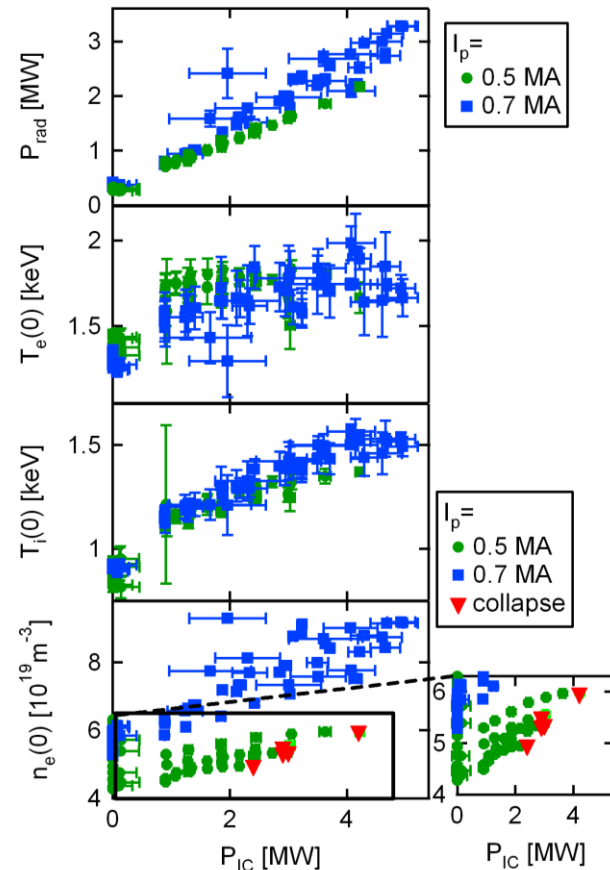 P_rad [MW]
3
2
1
0
I_p=
0.5 MA
0.7 MA
T_e(0) [keV]
2
1.5
T_i(0) [keV]
1.5
1
I_p=
0.5 MA
0.7 MA
collapse
n_e(0) [10^19 m^-3]
8
6
4
0 2 4
P_IC [MW]
6
5
4
0 2 4
P_IC [MW]